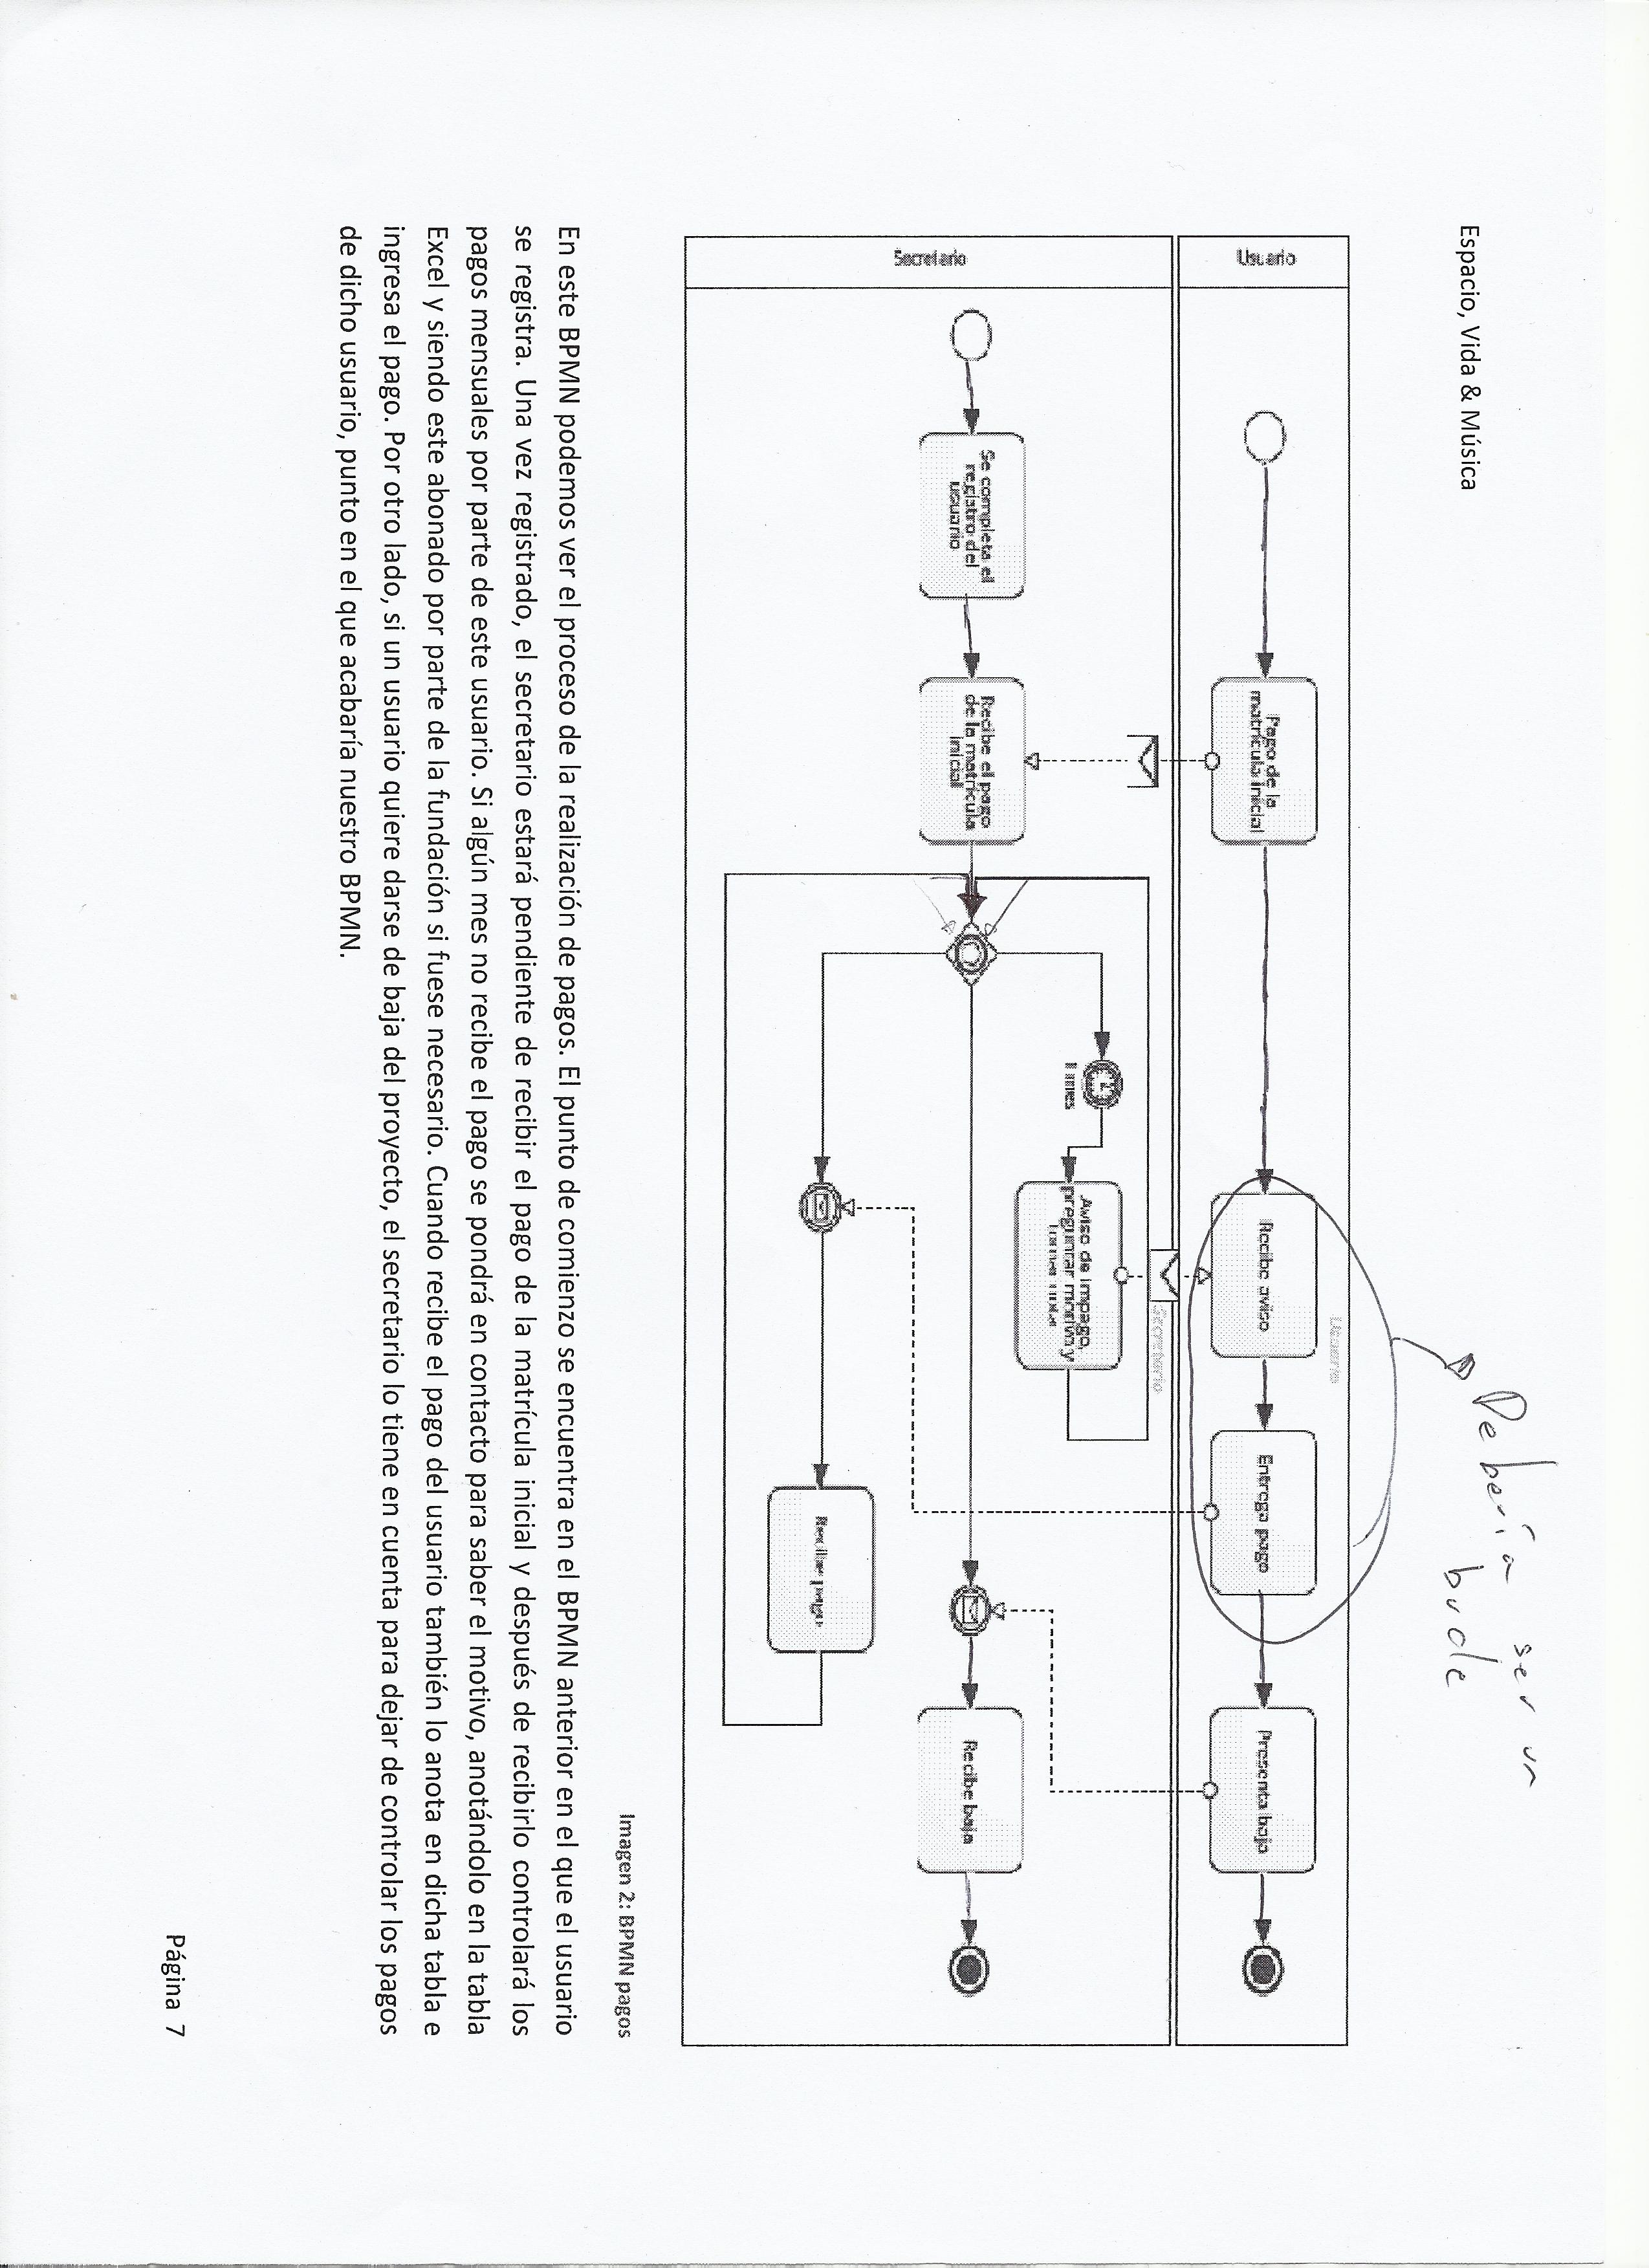 Espacio, Vida & Música
Debería ser un
bucle
Usuario
Pago de la
matrícula inicial
Recibe aviso
Entrega pago
Presenta baja
Usuario
Secretario
Secretario
Se completa el
registro del
usuario
Recibe el pago
de la matrícula
inicial
1 mes
Aviso de impago,
preguntar motivo y
Recibe pago
Recibe baja
Imagen 2: BPMN pagos
En este BPMN podemos ver el proceso de la realización de pagos. El punto de comienzo se encuentra en el BPMN anterior en el que el usuario
se registra. Una vez registrado, el secretario estará pendiente de recibir el pago de la matrícula inicial y después de recibirlo controlará los
pagos mensuales por parte de este usuario. Si algún mes no recibe el pago se pondrá en contacto para saber el motivo, anotándolo en la tabla
Excel y siendo este abonado por parte de la fundación si fuese necesario. Cuando recibe el pago del usuario también lo anota en dicha tabla e
ingresa el pago. Por otro lado, si un usuario quiere darse de baja del proyecto, el secretario lo tiene en cuenta para dejar de controlar los pagos
de dicho usuario, punto en el que acabaría nuestro BPMN.
Página 7